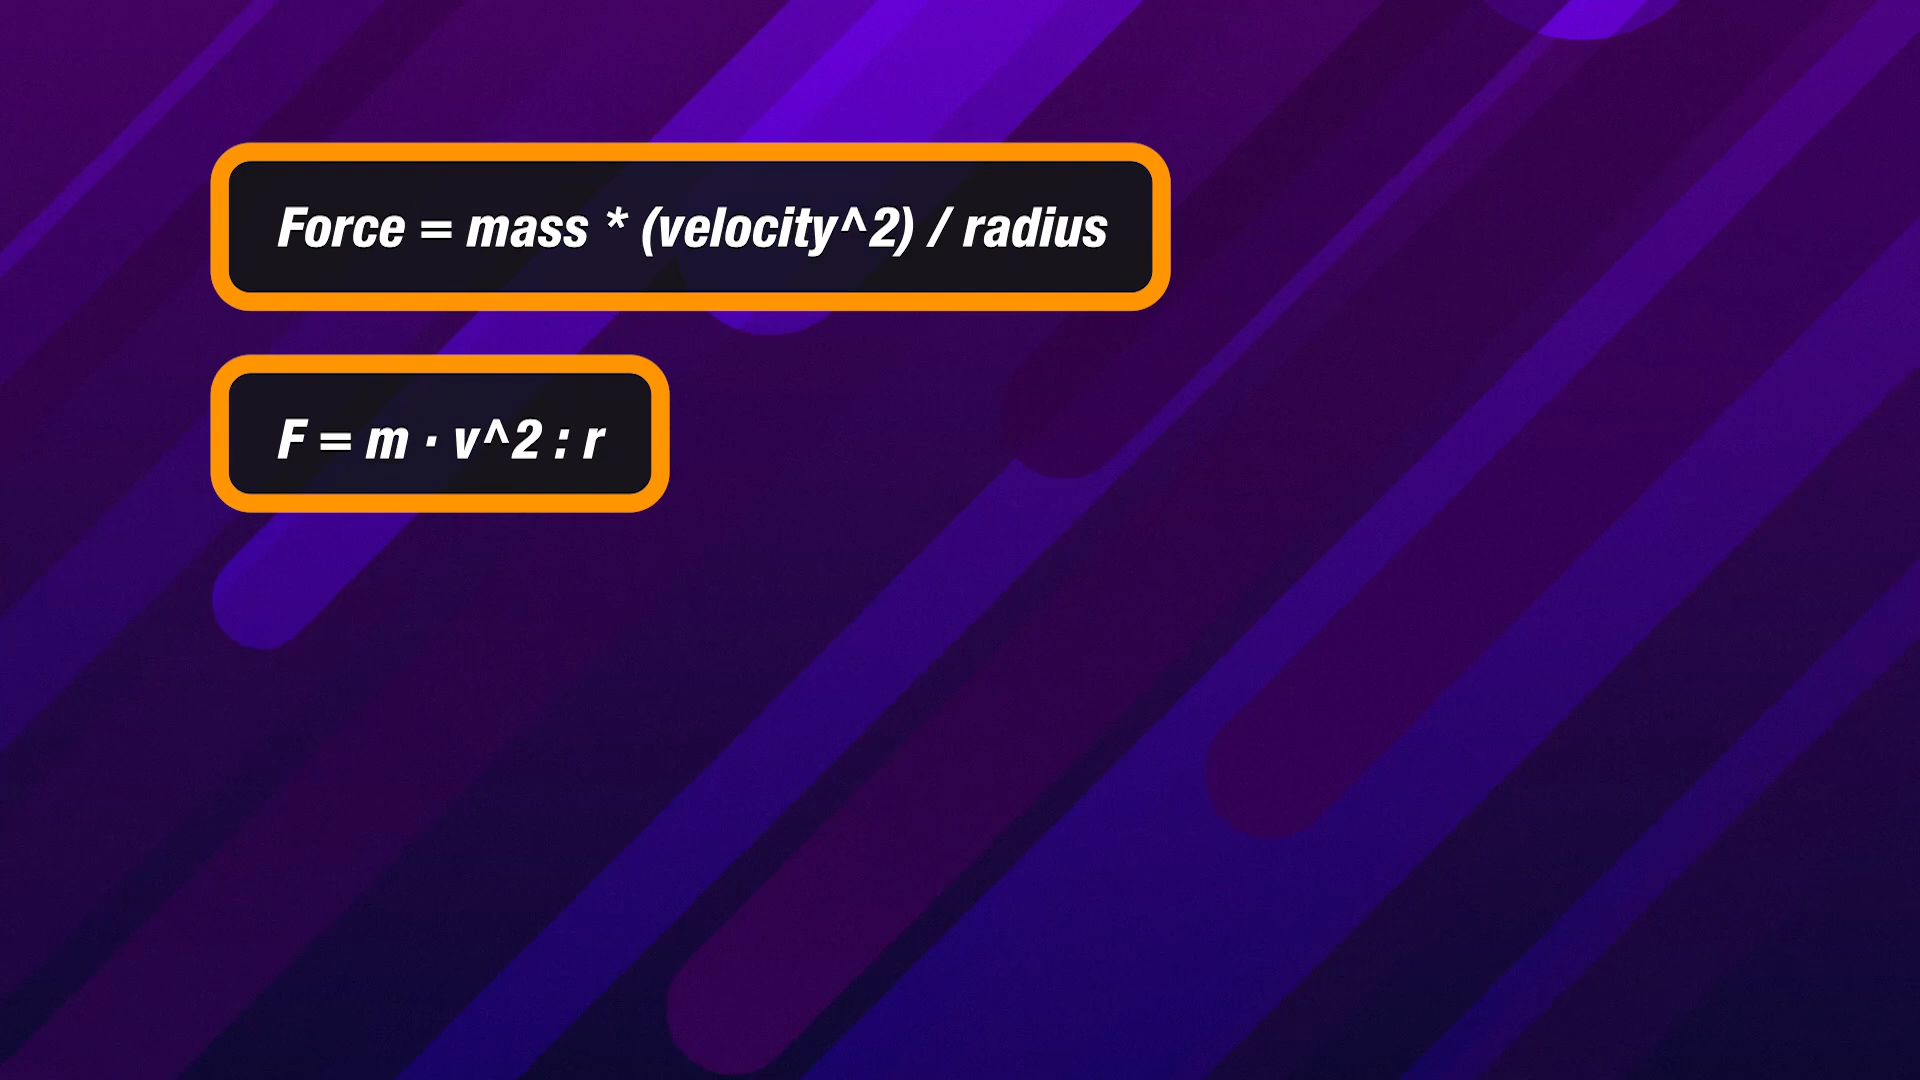 Force = mass * (velocity^2) / radius
F = m · v^2 : r